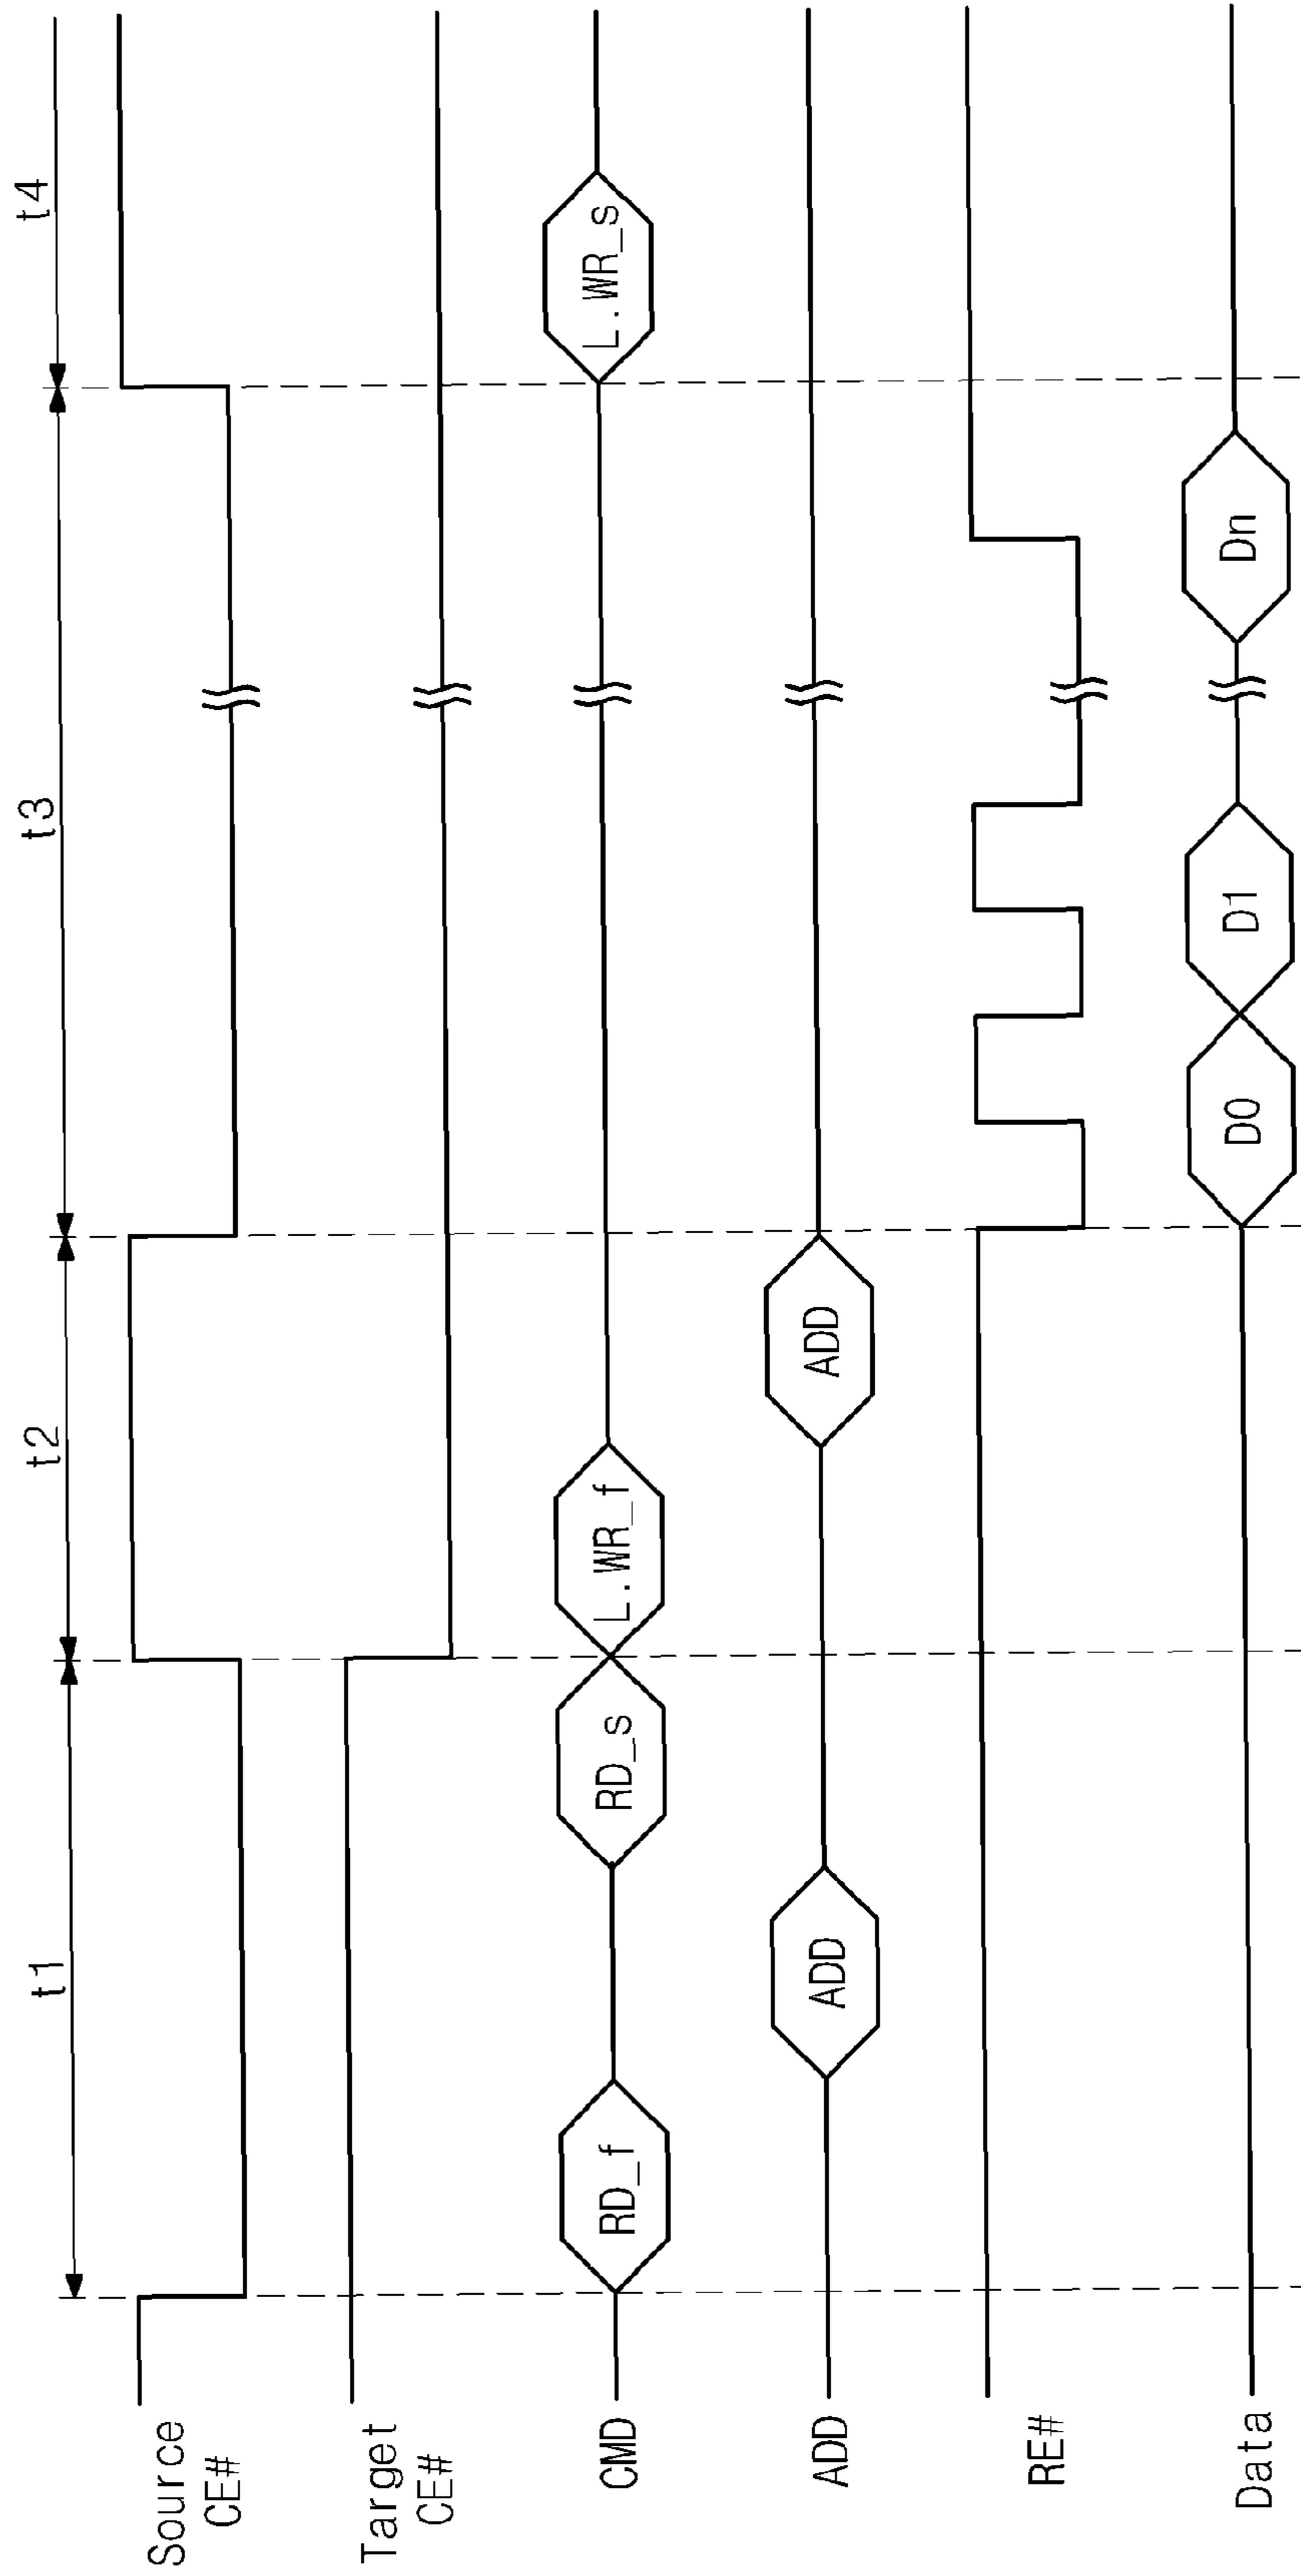 t1 t2 t3 t4
Source
CE#
Target
CE#
CMD RD_f RD_s L.WR_f L.WR_s
ADD ADD ADD
RE#
Data D0 D1 Dn